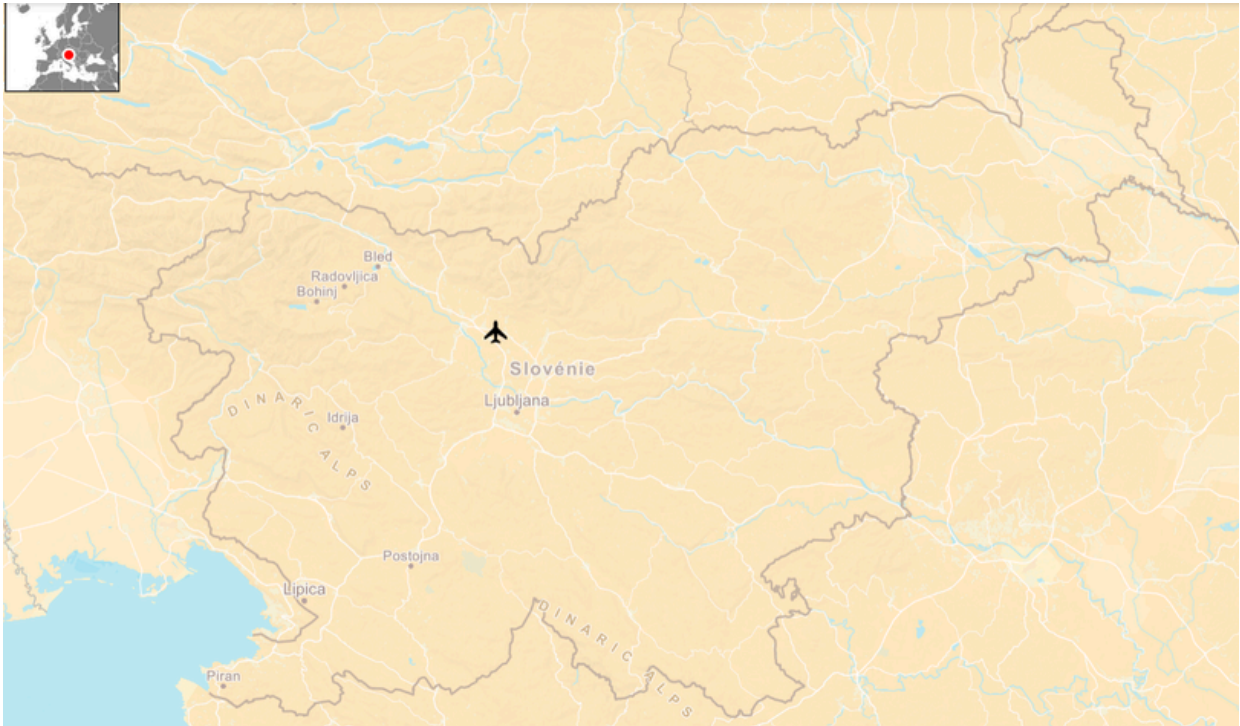 Bled
Radovljica
Bohinj
Slovénie
Ljubljana
DINARIC ALPS
Idrija
Postojna
Lipica
DINARIC ALPS
Piran